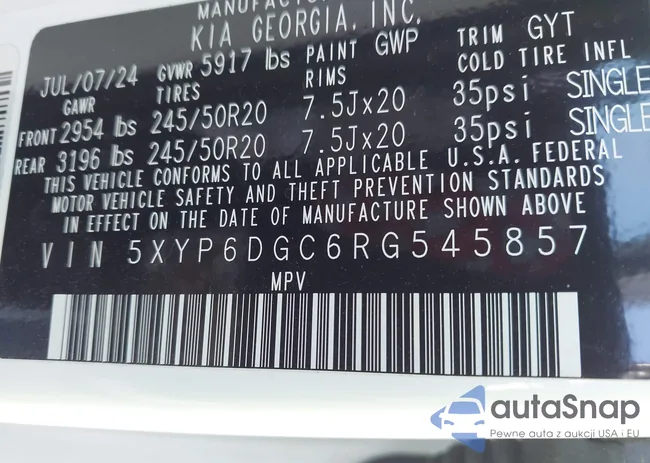 MANUFACTUR
KIA GEORGIA, INC.
JUL/07/24 GVWR 5917 lbs PAINT GWP TRIM GYT
GAWR TIRES RIMS COLD TIRE INFL
FRONT 2954 lbs 245/50R20 7.5Jx20 35psi SINGLE
REAR 3196 lbs 245/50R20 7.5Jx20 35psi SINGLE
THIS VEHICLE CONFORMS TO ALL APPLICABLE U.S.A. FEDERAL
MOTOR VEHICLE SAFETY AND THEFT PREVENTION STANDARDS
IN EFFECT ON THE DATE OF MANUFACTURE SHOWN ABOVE
VIN 5XYP6DGC6RG545857
MPV
autaSnap
Pewne auta z aukcji USA i EU